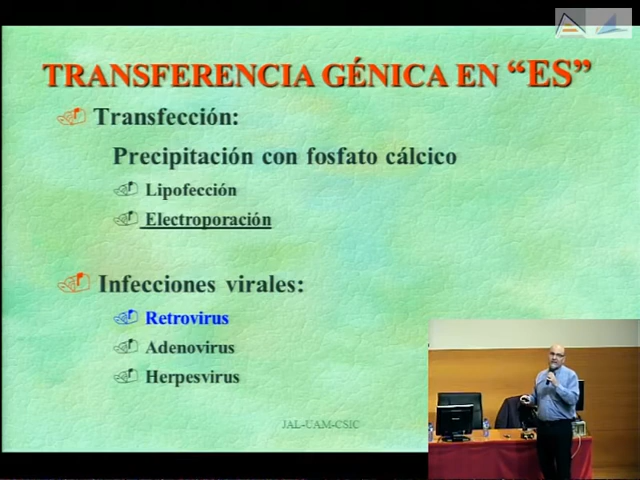 TRANSFERENCIA GÉNICA EN “ES”
Transfección:
Precipitación con fosfato cálcico
Lipofección
Electroporación
Infecciones virales:
Retrovirus
Adenovirus
Herpesvirus
JAL-UAM-CSIC